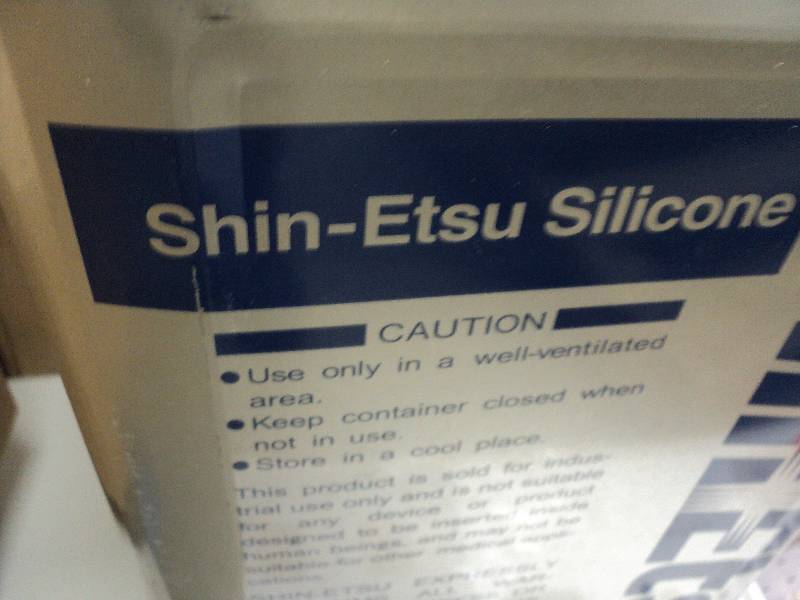 Shin-Etsu Silicone
CAUTION
●Use only in a well-ventilated
area.
●Keep container closed when
not in use.
●Store in a cool place.
This product is sold for indus-
trial use only and is not suitable
for any device or product
designed to be inserted inside
human beings, and may not be
suitable for other medical appli-
cations.
SHIN-ETSU EXPRESSLY
ALL WAR-
OR